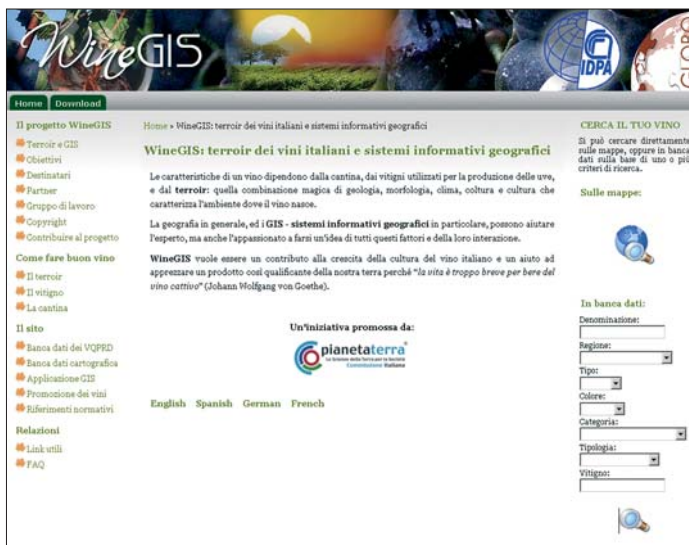 WineGIS
IDPA
GLOBO
Home Download
Il progetto WineGIS
Terroir e GIS
Obiettivi
Destinatari
Partner
Gruppo di lavoro
Copyright
Contribuire al progetto
Come fare buon vino
Il terroir
Il vitigno
La cantina
Il sito
Banca dati dei VQPRD
Banca dati cartografica
Applicazione GIS
Promozione dei vini
Riferimenti normativi
Relazioni
Link utili
FAQ
Home » WineGIS: terroir dei vini italiani e sistemi informativi geografici
WineGIS: terroir dei vini italiani e sistemi informativi geografici
Le caratteristiche di un vino dipendono dalla cantina, dai vitigni utilizzati per la produzione delle uve,
e dal terroir: quella combinazione magica di geologia, morfologia, clima, coltura e cultura che
caratterizza l'ambiente dove il vino nasce.
La geografia in generale, ed i GIS - sistemi informativi geografici in particolare, possono aiutare
l'esperto, ma anche l'appassionato a farsi un'idea di tutti questi fattori e della loro interazione.
WineGIS vuole essere un contributo alla crescita della cultura del vino italiano e un aiuto ad
apprezzare un prodotto così qualificante della nostra terra perché "la vita è troppo breve per bere del
vino cattivo" (Johann Wolfgang von Goethe).
Un'iniziativa promossa da:
pianetaterra
Le Scienze della Terra per la Società
Commissione Italiana
English Spanish German French
CERCA IL TUO VINO
Si può cercare direttamente
sulle mappe, oppure in banca
dati sulla base di uno o più
criteri di ricerca.
Sulle mappe:
In banca dati:
Denominazione:
Regione:
Tipo:
Colore:
Categoria:
Tipologia:
Vitigno: